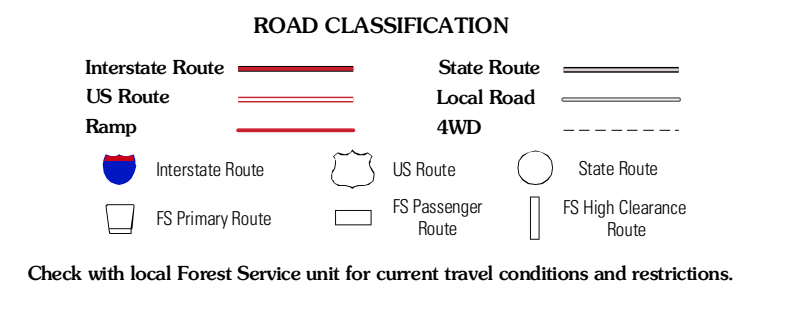 ROAD CLASSIFICATION
Interstate Route
State Route
US Route
Local Road
Ramp
4WD
Interstate Route
US Route
State Route
FS Primary Route
FS Passenger
Route
FS High Clearance
Route
Check with local Forest Service unit for current travel conditions and restrictions.